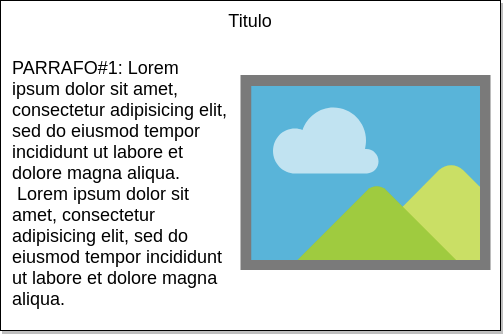 Titulo
PARRAFO#1: Lorem
ipsum dolor sit amet,
consectetur adipisicing elit,
sed do eiusmod tempor
incididunt ut labore et
dolore magna aliqua.
Lorem ipsum dolor sit
amet, consectetur
adipisicing elit, sed do
eiusmod tempor incididunt
ut labore et dolore magna
aliqua.